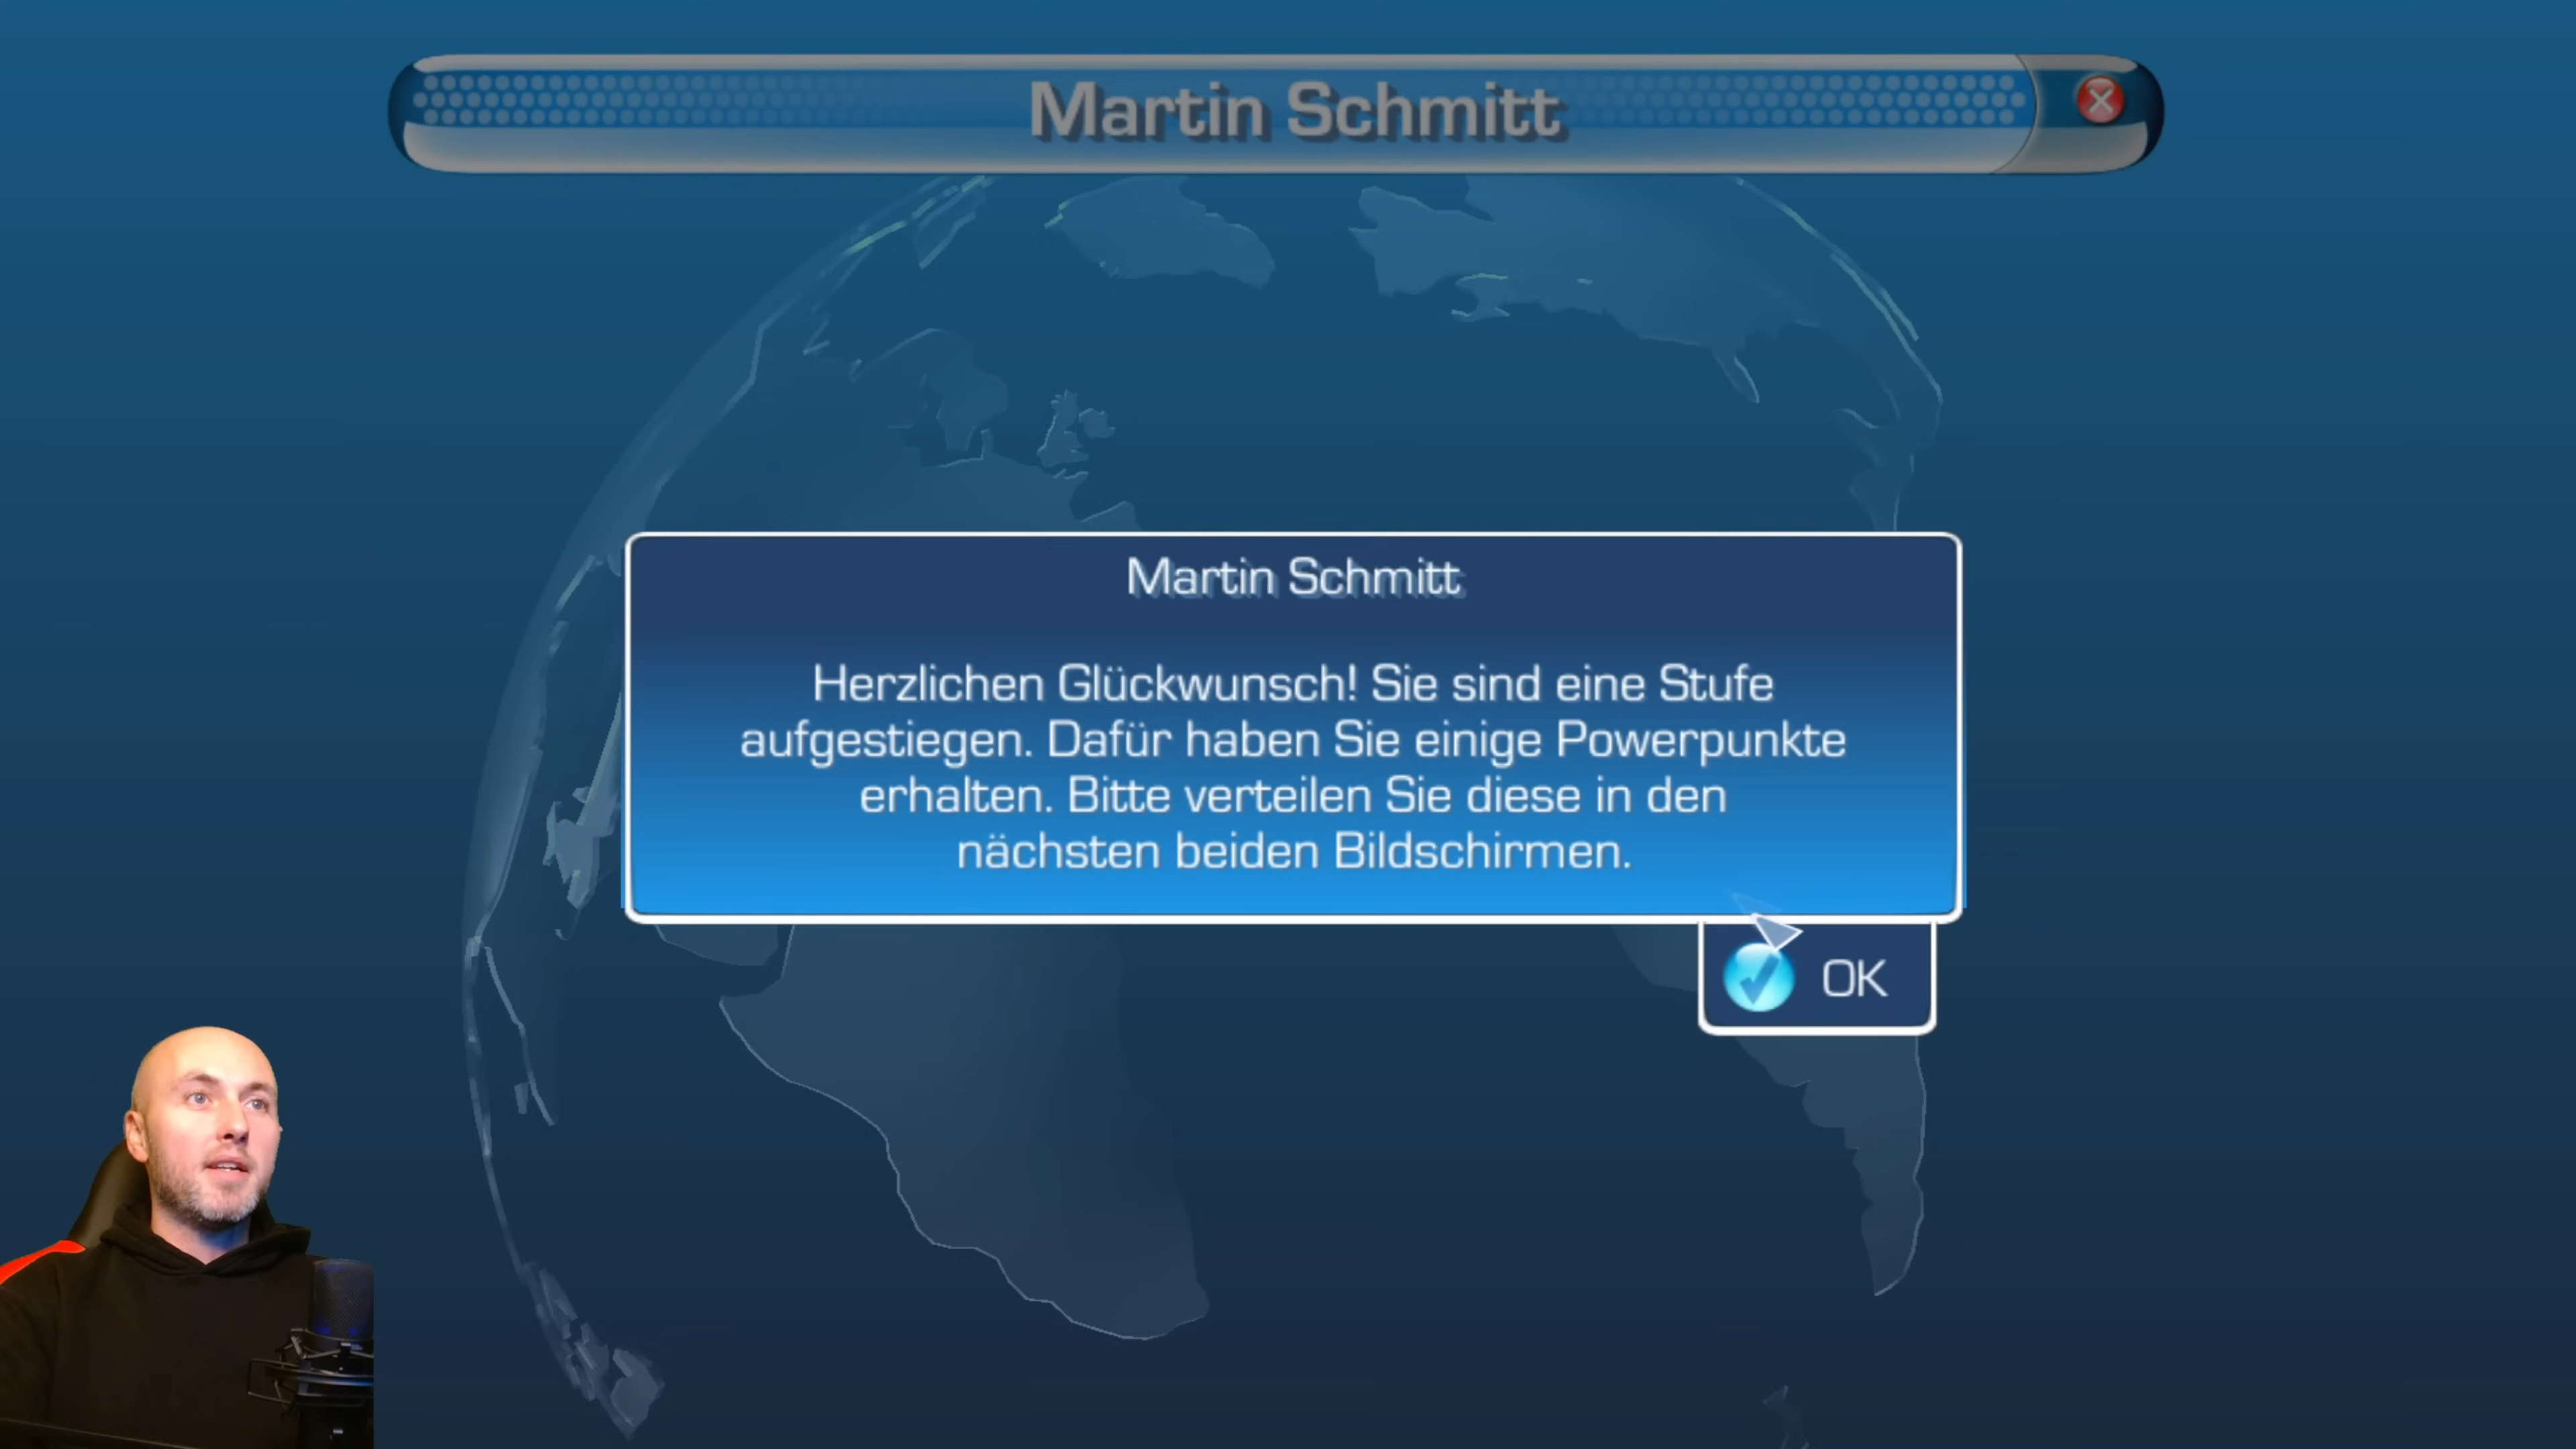 Martin Schmitt
Martin Schmitt
Herzlichen Glückwunsch! Sie sind eine Stufe
aufgestiegen. Dafür haben Sie einige Powerpunkte
erhalten. Bitte verteilen Sie diese in den
nächsten beiden Bildschirmen.
OK